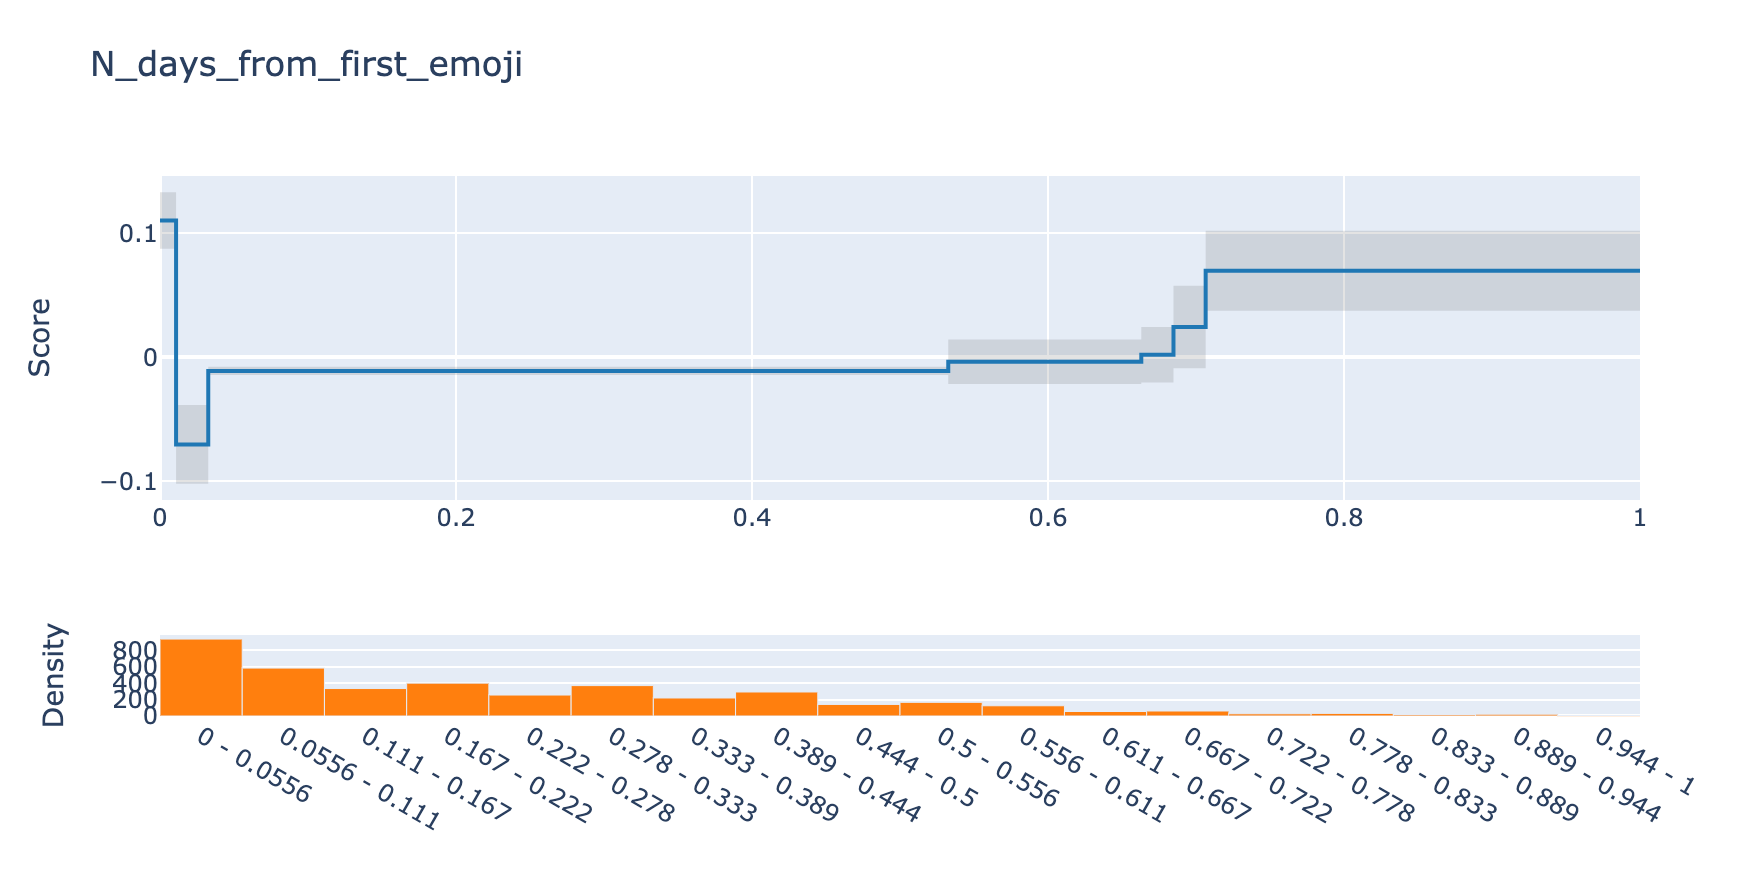 N_days_from_first_emoji
Score
0.1
0
−0.1
0
0.2
0.4
0.6
0.8
1
Density
800
600
400
200
0
0 - 0.0556
0.0556 - 0.111
0.111 - 0.167
0.167 - 0.222
0.222 - 0.278
0.278 - 0.333
0.333 - 0.389
0.389 - 0.444
0.444 - 0.5
0.5 - 0.556
0.556 - 0.611
0.611 - 0.667
0.667 - 0.722
0.722 - 0.778
0.778 - 0.833
0.833 - 0.889
0.889 - 0.944
0.944 - 1